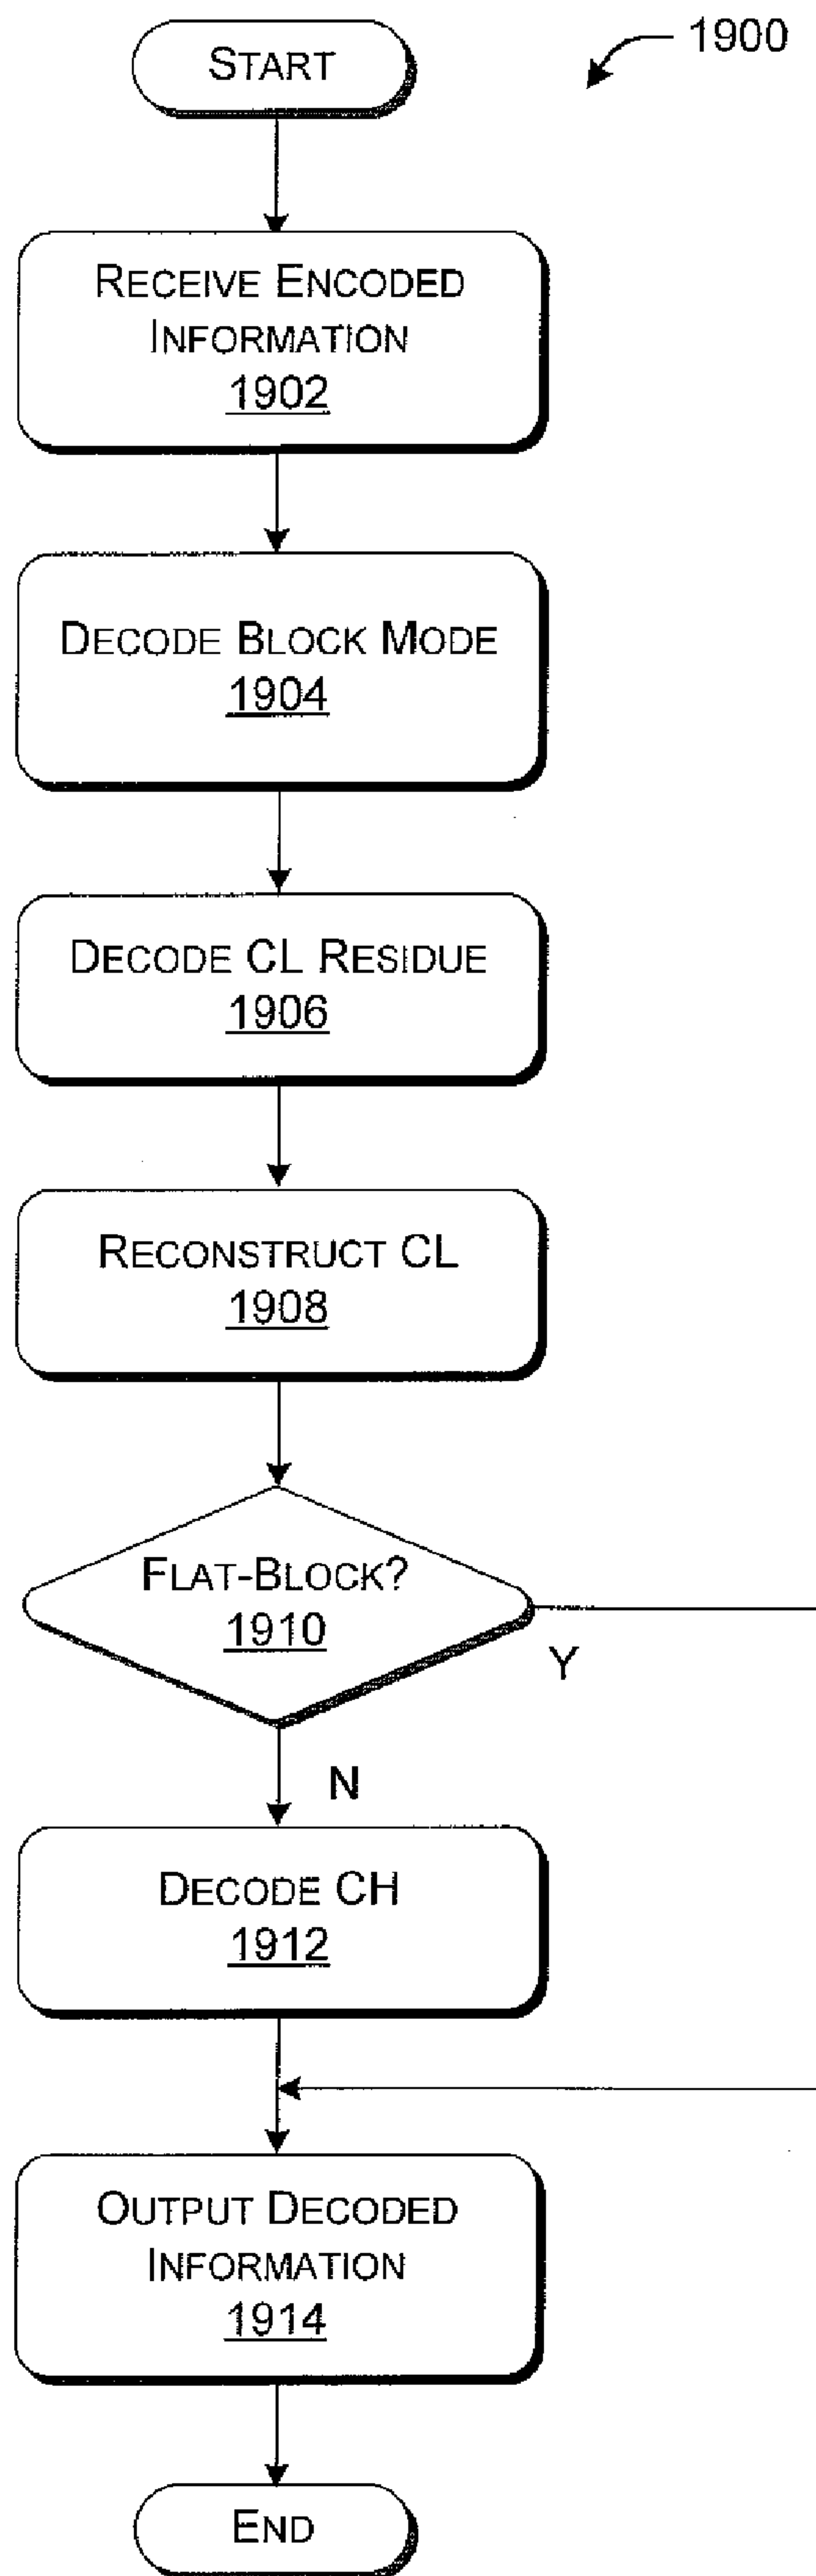 START
1900
RECEIVE ENCODED
INFORMATION
1902
DECODE BLOCK MODE
1904
DECODE CL RESIDUE
1906
RECONSTRUCT CL
1908
FLAT-BLOCK?
1910
Y
N
DECODE CH
1912
OUTPUT DECODED
INFORMATION
1914
END